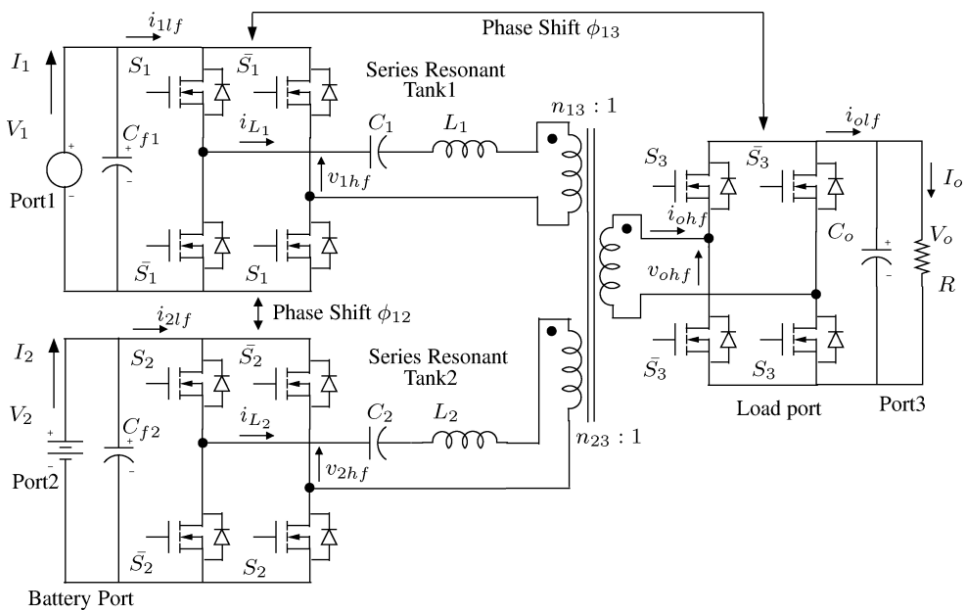 i₁lf
Phase Shift ϕ₁₃
I₁
S₁
S̄₁
Series Resonant
Tank1
n₁₃ : 1
iolf
V₁
Cf1
+
−
+
−
iL₁
C₁
L₁
S₃
S̄₃
Io
Port1
v₁hf
iohf
Co
+
−
Vo
R
S̄₁
S₁
vohf
Phase Shift ϕ₁₂
i₂lf
I₂
S₂
S̄₂
Series Resonant
Tank2
S̄₃
S₃
V₂
Cf2
+
−
+
−
iL₂
C₂
L₂
Load port
Port3
n₂₃ : 1
Port2
v₂hf
S̄₂
S₂
Battery Port